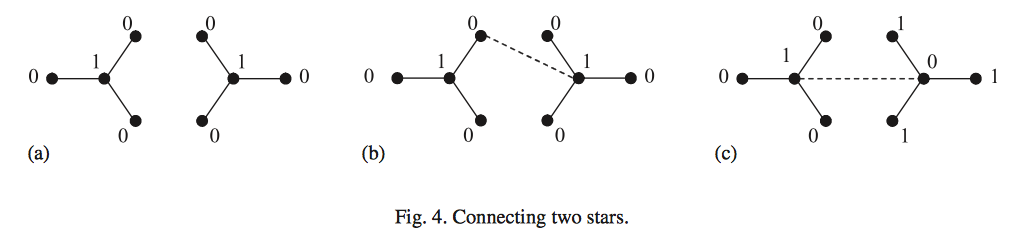 0 0 0 0 1 0
0 1 1 0 0 1 1 0 0 1 0 1
0 0 0 0 0 1
(a) (b) (c)
Fig. 4. Connecting two stars.